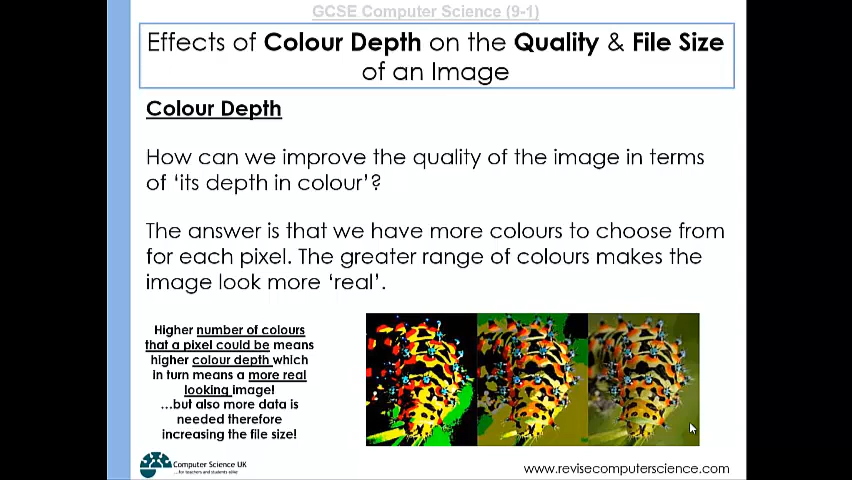 GCSE Computer Science (9-1)
Effects of Colour Depth on the Quality & File Size
of an Image
Colour Depth
How can we improve the quality of the image in terms
of ‘its depth in colour’?
The answer is that we have more colours to choose from
for each pixel. The greater range of colours makes the
image look more ‘real’.
Higher number of colours
that a pixel could be means
higher colour depth which
in turn means a more real
looking image!
…but also more data is
needed therefore
increasing the file size!
Computer Science UK
...for teachers and students alike
www.revisecomputerscience.com